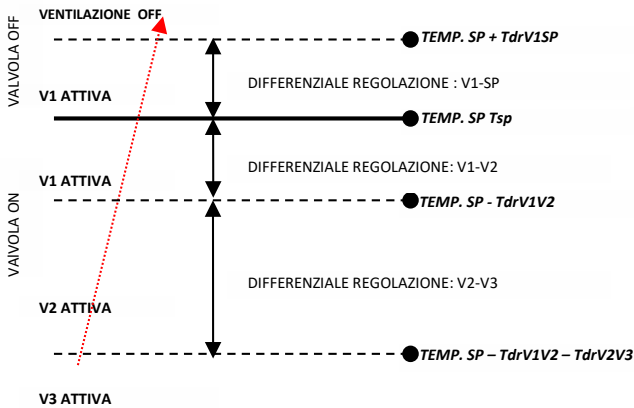 VENTILAZIONE OFF
TEMP. SP + TdrV1SP
VALVOLA OFF
DIFFERENZIALE REGOLAZIONE : V1-SP
V1 ATTIVA
TEMP. SP Tsp
DIFFERENZIALE REGOLAZIONE: V1-V2
V1 ATTIVA
TEMP. SP - TdrV1V2
VAIVOLA ON
DIFFERENZIALE REGOLAZIONE: V2-V3
V2 ATTIVA
TEMP. SP – TdrV1V2 – TdrV2V3
V3 ATTIVA